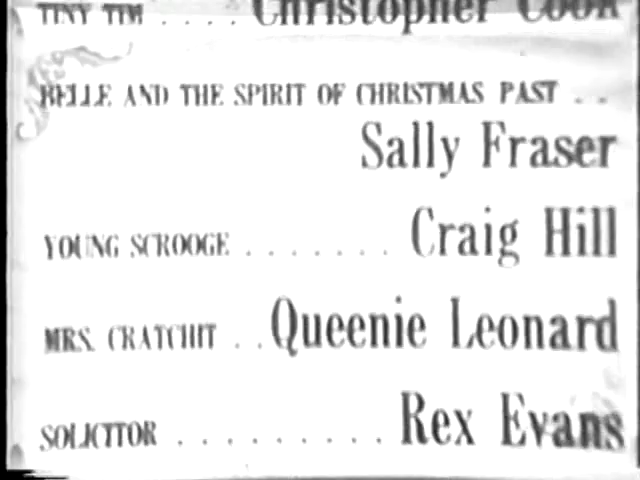 TINY TIM . . . . Christopher Cook
BELLE AND THE SPIRIT OF CHRISTMAS PAST . .
Sally Fraser
YOUNG SCROOGE . . . . . . . Craig Hill
MRS. CRATCHIT . . Queenie Leonard
SOLICITOR . . . . . . . . . . Rex Evans